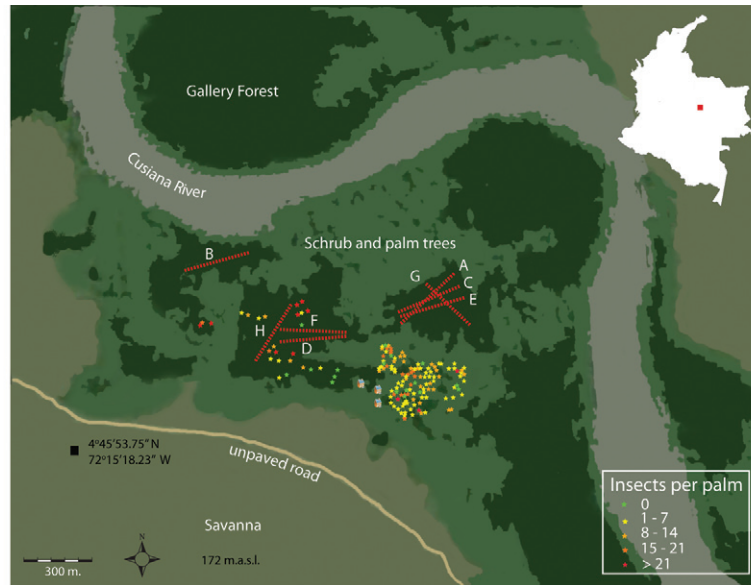 Gallery Forest
Cusiana River
Schrub and palm trees
A
B
C
G
E
F
H
D
4°45'53.75" N
72°15'18.23" W
unpaved road
Savanna
N
172 m.a.s.l.
300 m.
Insects per palm
0
1 - 7
8 - 14
15 - 21
> 21